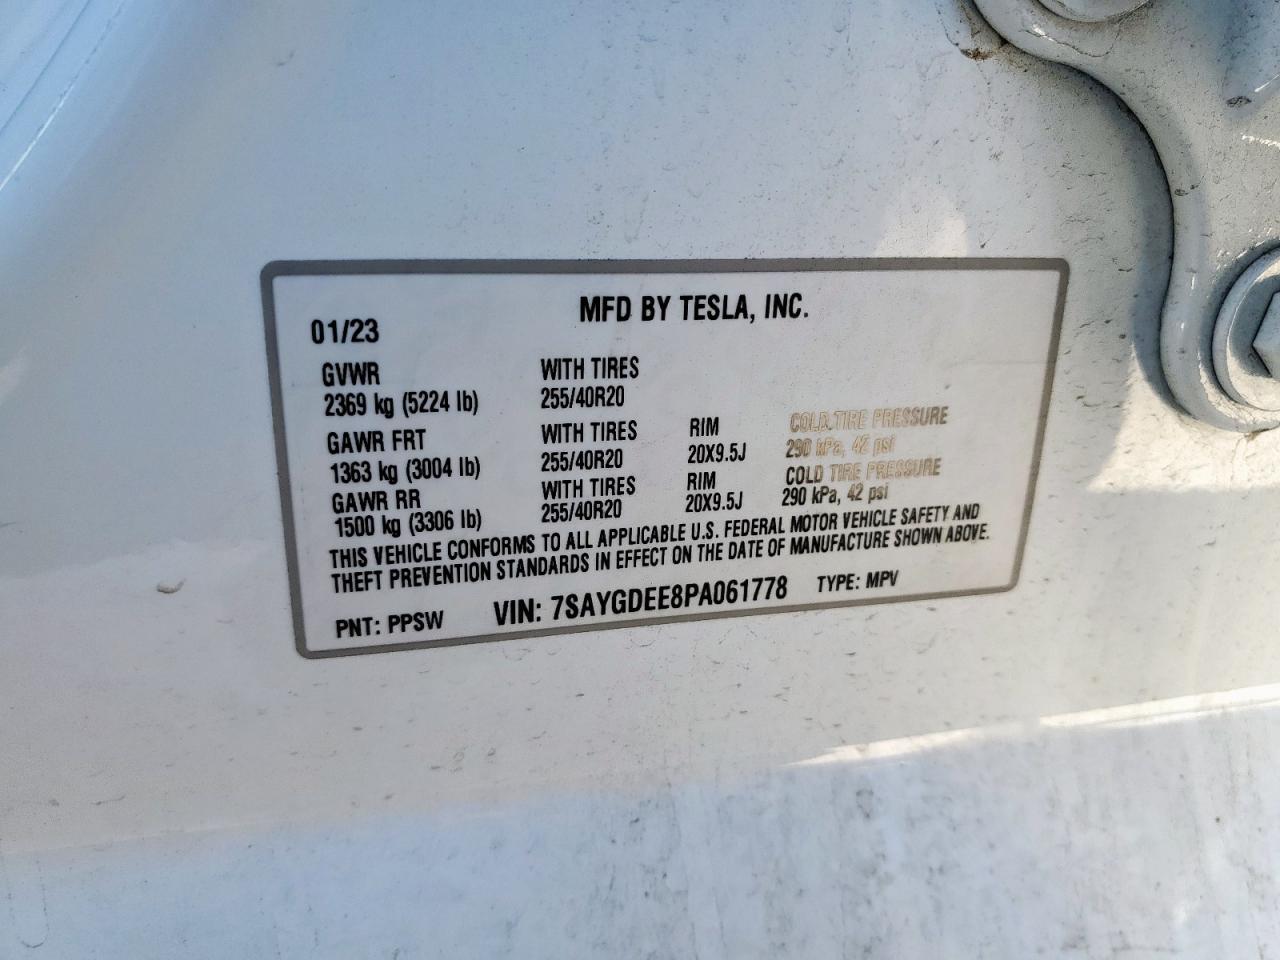 MFD BY TESLA, INC.
01/23
GVWR WITH TIRES
2369 kg (5224 lb) 255/40R20
GAWR FRT WITH TIRES RIM COLD TIRE PRESSURE
1363 kg (3004 lb) 255/40R20 20X9.5J 290 kPa, 42 psi
GAWR RR WITH TIRES RIM COLD TIRE PRESSURE
1500 kg (3306 lb) 255/40R20 20X9.5J 290 kPa, 42 psi
THIS VEHICLE CONFORMS TO ALL APPLICABLE U.S. FEDERAL MOTOR VEHICLE SAFETY AND
THEFT PREVENTION STANDARDS IN EFFECT ON THE DATE OF MANUFACTURE SHOWN ABOVE.
PNT: PPSW VIN: 7SAYGDEE8PA061778 TYPE: MPV